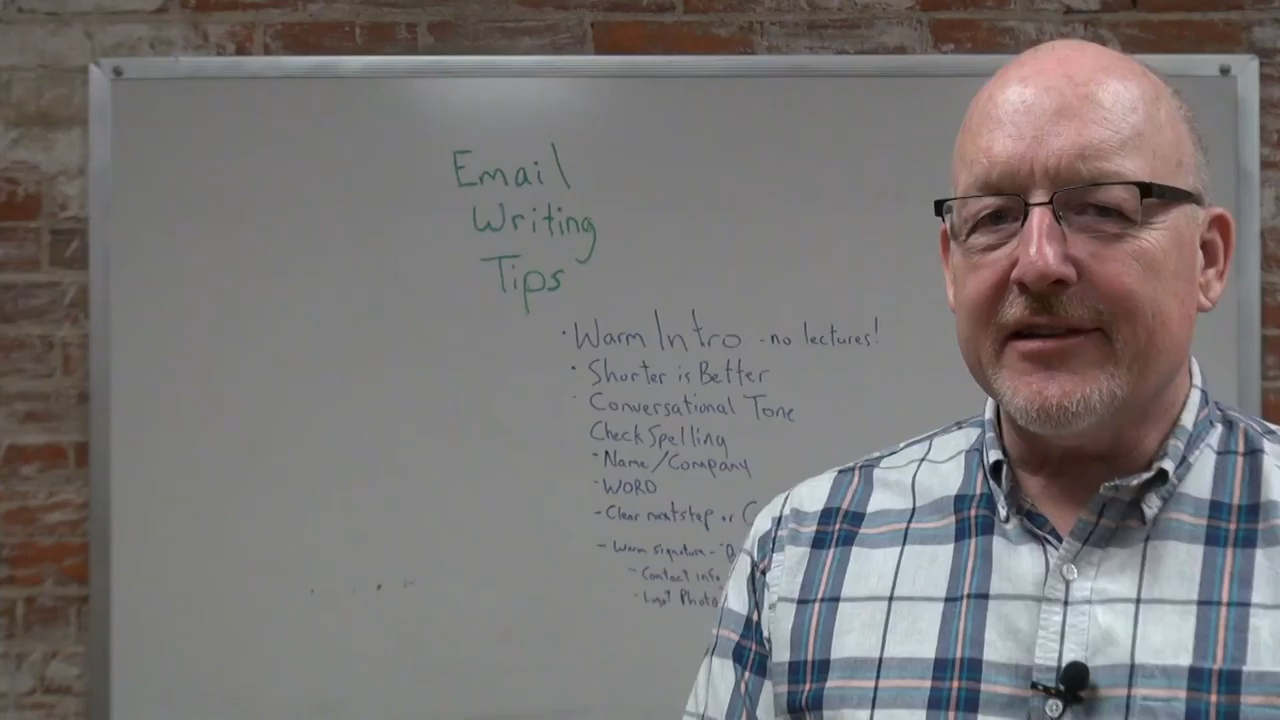 Email
Writing
Tips
· Warm Intro - no lectures!
· Shorter is Better
· Conversational Tone
Check Spelling
- Name/Company
- WORD
- Clear next step or C
- Warm signature - "
- Contact info
- Photo